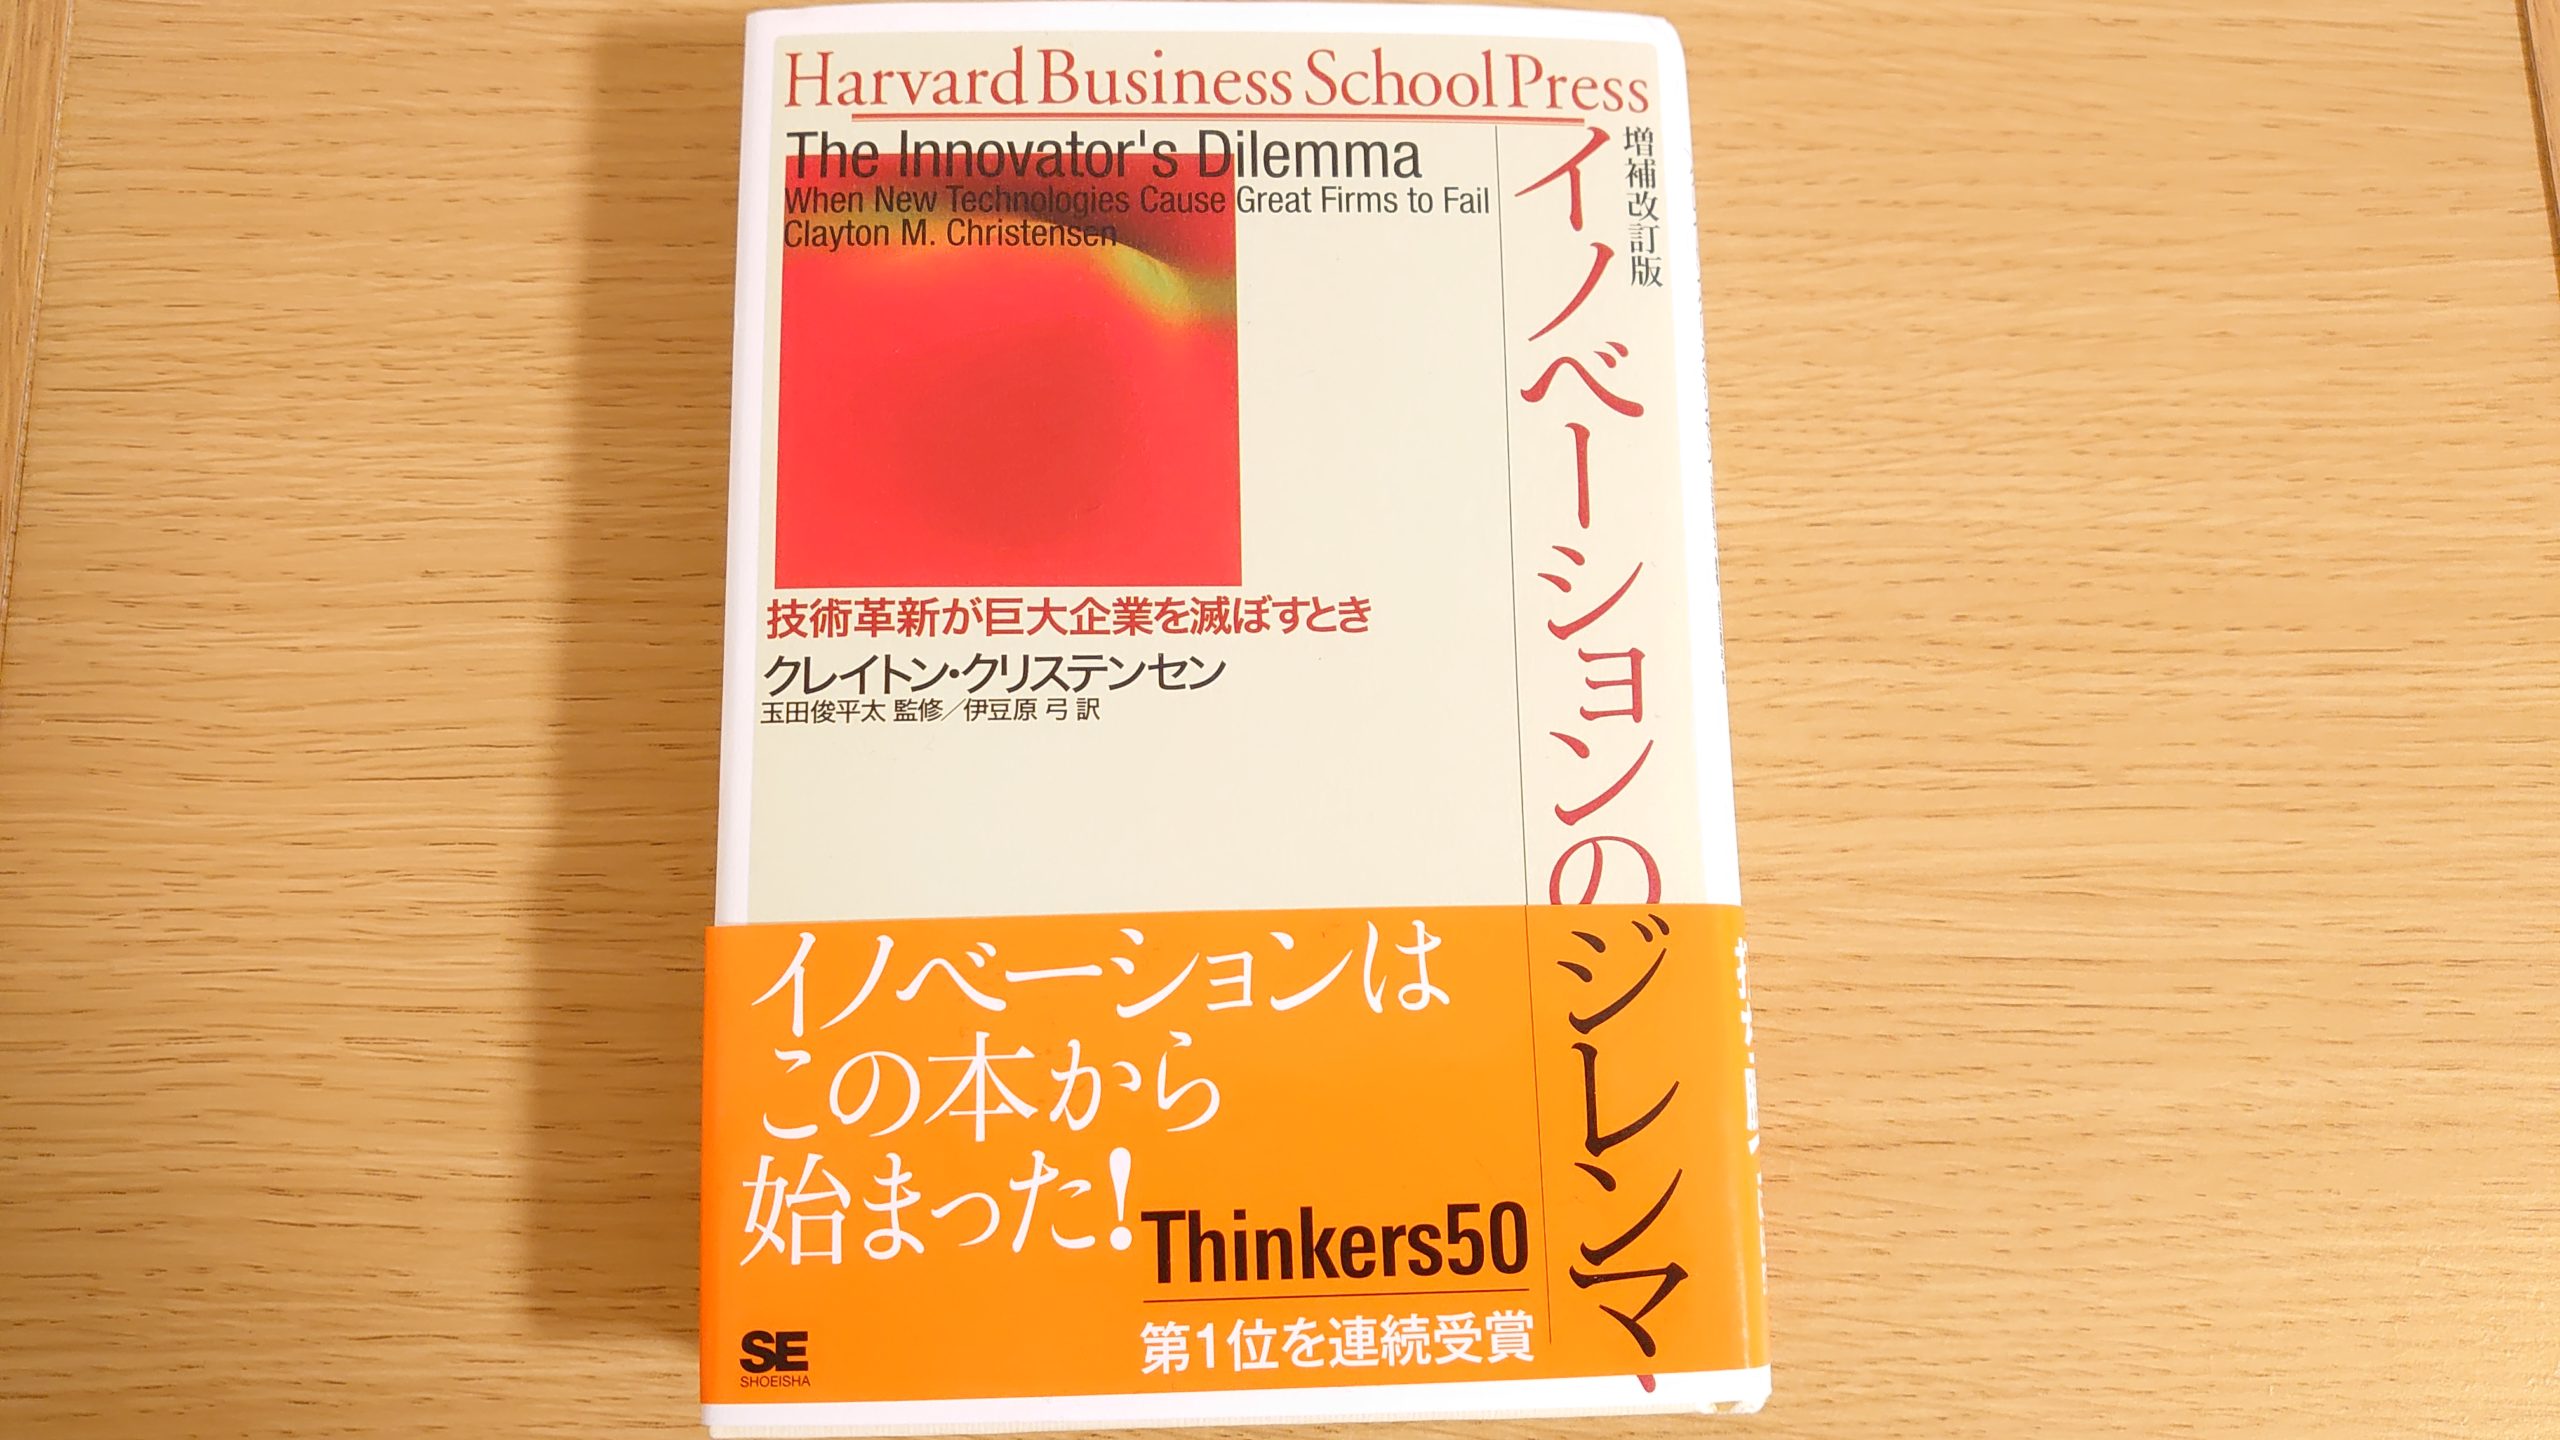 Harvard Business School Press
The Innovator's Dilemma
When New Technologies Cause Great Firms to Fail
Clayton M. Christensen
増補改訂版
イノベーションのジレンマ
技術革新が巨大企業を滅ぼすとき
クレイトン・クリステンセン
玉田俊平太 監修／伊豆原 弓 訳
イノベーションは
この本から
始まった!
Thinkers50
第1位を連続受賞
SE
SHOEISHA